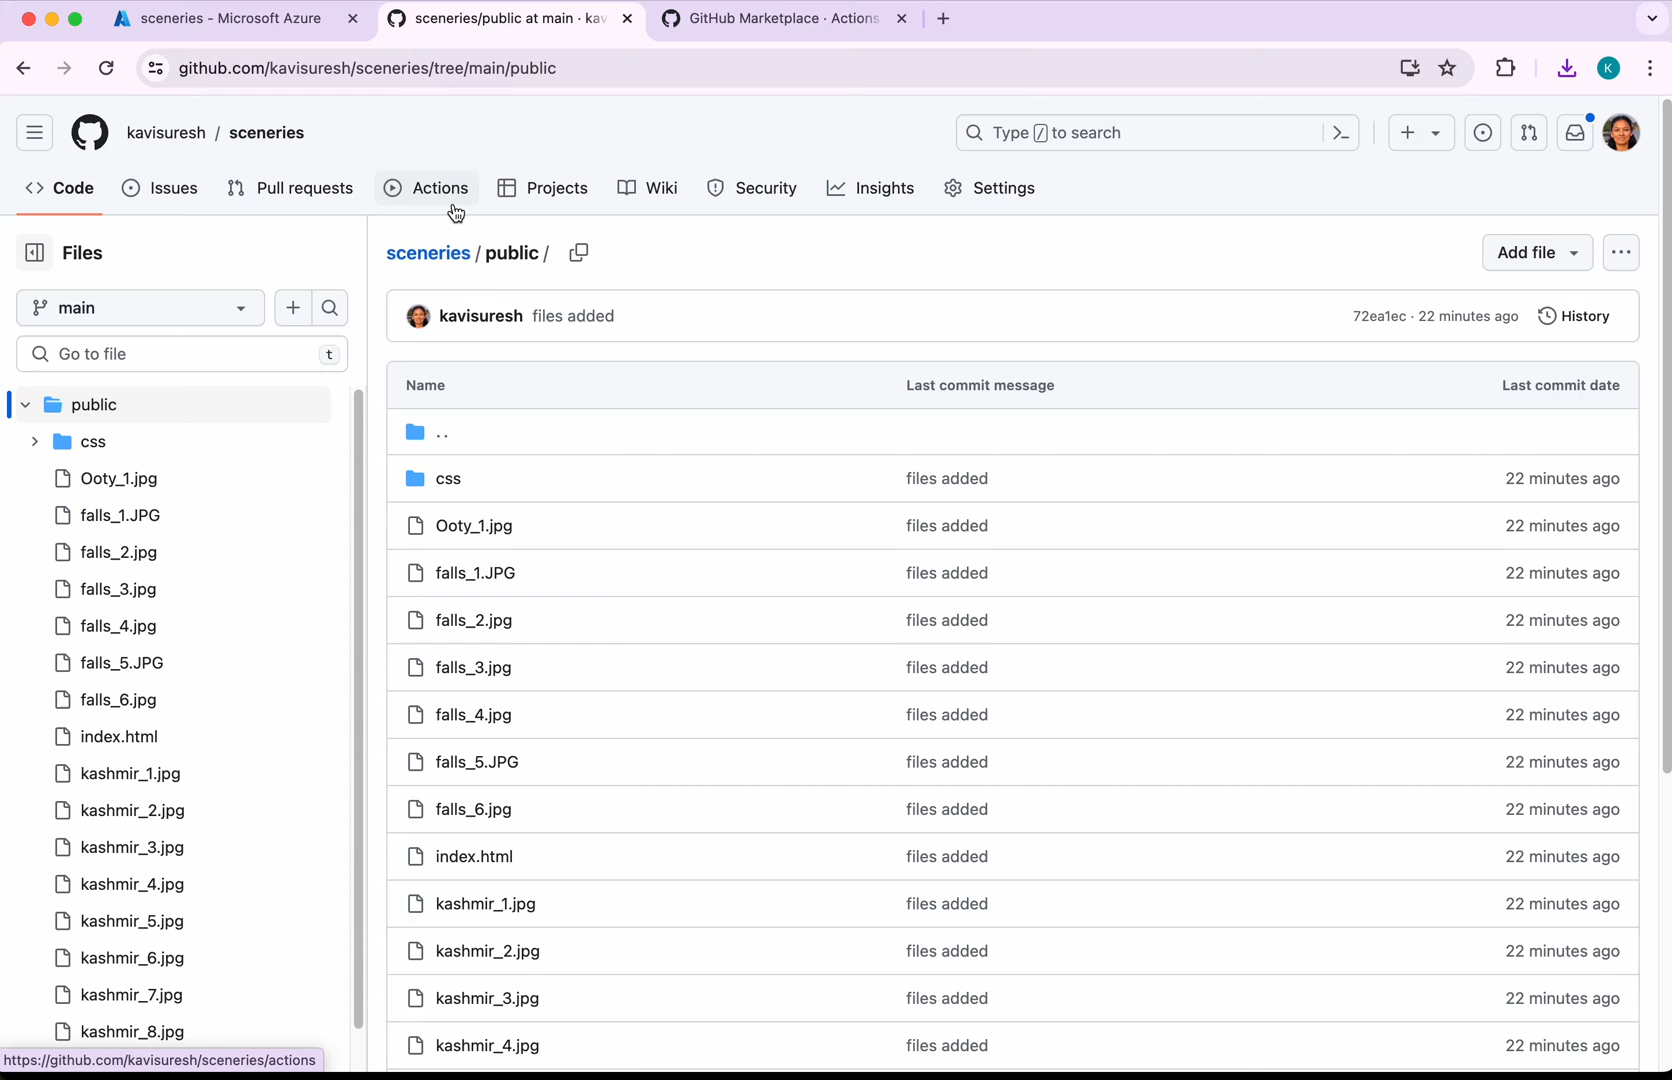 sceneries - Microsoft Azure
sceneries/public at main · kav
GitHub Marketplace · Actions
github.com/kavisuresh/sceneries/tree/main/public
K
kavisuresh / sceneries
Type / to search
Code
Issues
Pull requests
Actions
Projects
Wiki
Security
Insights
Settings
Files
main
Go to file
t
public
css
Ooty_1.jpg
falls_1.JPG
falls_2.jpg
falls_3.jpg
falls_4.jpg
falls_5.JPG
falls_6.jpg
index.html
kashmir_1.jpg
kashmir_2.jpg
kashmir_3.jpg
kashmir_4.jpg
kashmir_5.jpg
kashmir_6.jpg
kashmir_7.jpg
kashmir_8.jpg
https://github.com/kavisuresh/sceneries/actions
sceneries / public /
Add file
kavisuresh files added
72ea1ec · 22 minutes ago
History
Name Last commit message Last commit date
..
css files added 22 minutes ago
Ooty_1.jpg files added 22 minutes ago
falls_1.JPG files added 22 minutes ago
falls_2.jpg files added 22 minutes ago
falls_3.jpg files added 22 minutes ago
falls_4.jpg files added 22 minutes ago
falls_5.JPG files added 22 minutes ago
falls_6.jpg files added 22 minutes ago
index.html files added 22 minutes ago
kashmir_1.jpg files added 22 minutes ago
kashmir_2.jpg files added 22 minutes ago
kashmir_3.jpg files added 22 minutes ago
kashmir_4.jpg files added 22 minutes ago